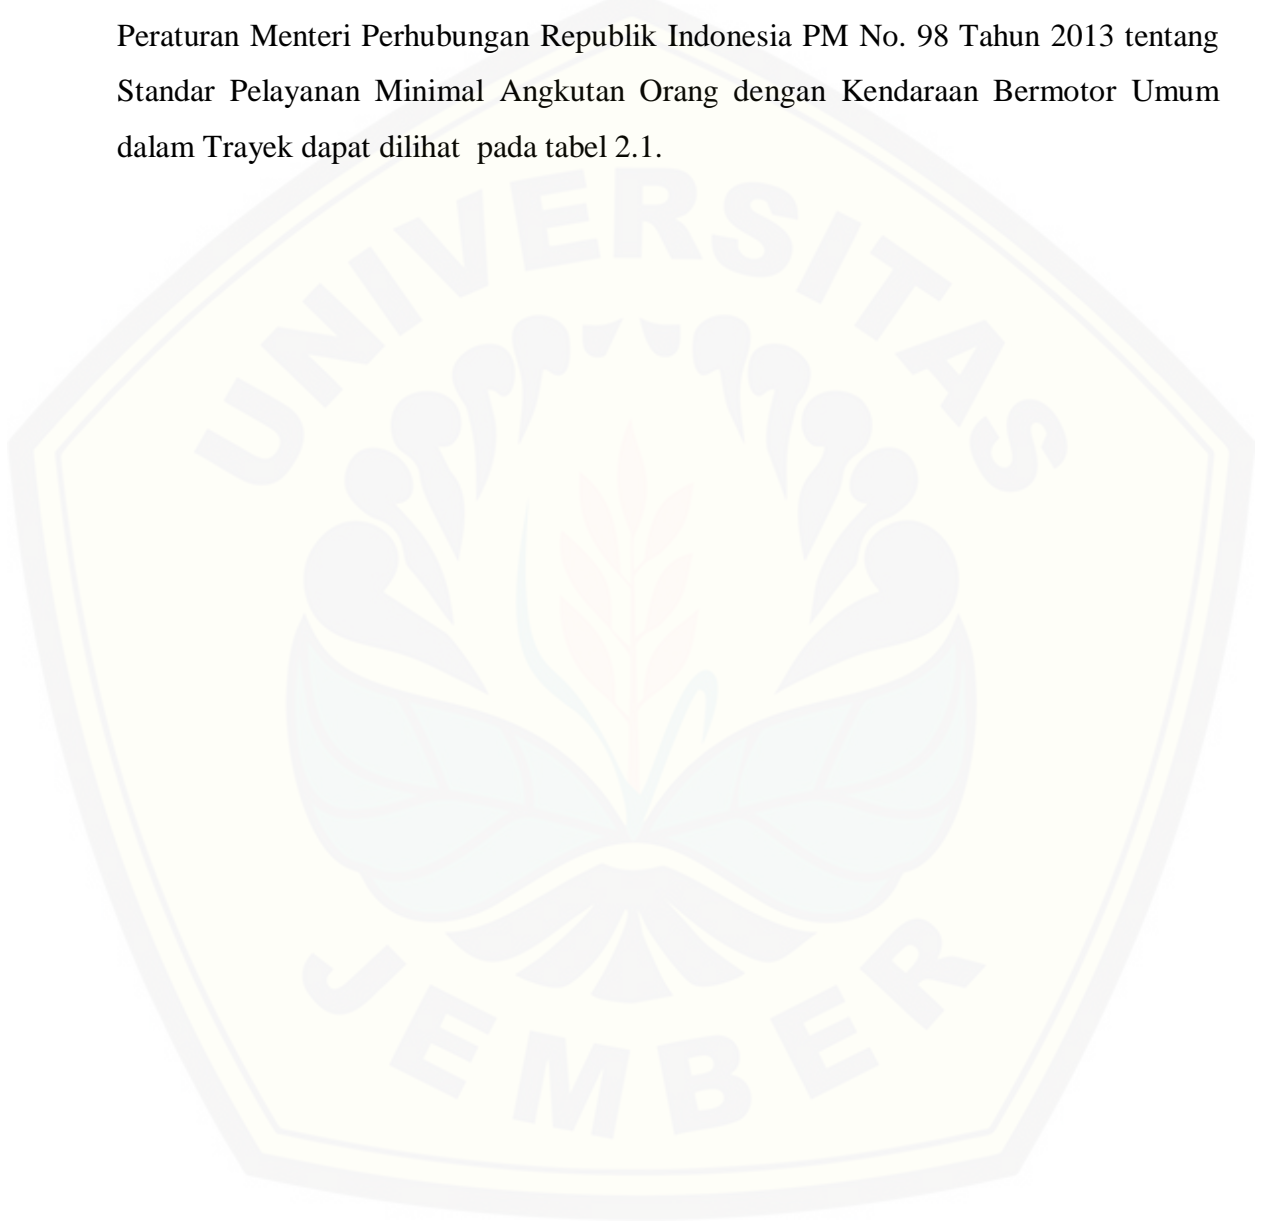 Peraturan Menteri Perhubungan Republik Indonesia PM No. 98 Tahun 2013 tentang
Standar Pelayanan Minimal Angkutan Orang dengan Kendaraan Bermotor Umum
dalam Trayek dapat dilihat  pada tabel 2.1.
UNIVERSITAS
JEMBER